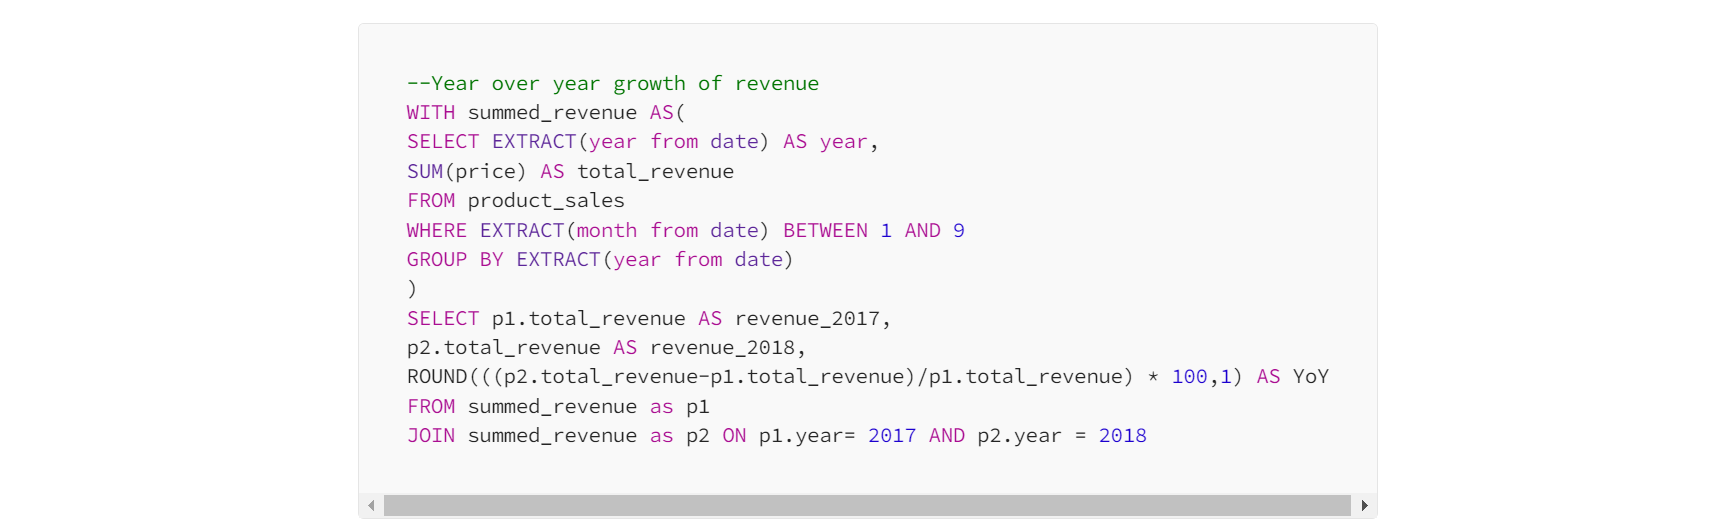 --Year over year growth of revenue
WITH summed_revenue AS(
SELECT EXTRACT(year from date) AS year,
SUM(price) AS total_revenue
FROM product_sales
WHERE EXTRACT(month from date) BETWEEN 1 AND 9
GROUP BY EXTRACT(year from date)
)
SELECT p1.total_revenue AS revenue_2017,
p2.total_revenue AS revenue_2018,
ROUND(((p2.total_revenue-p1.total_revenue)/p1.total_revenue) * 100,1) AS YoY
FROM summed_revenue as p1
JOIN summed_revenue as p2 ON p1.year= 2017 AND p2.year = 2018